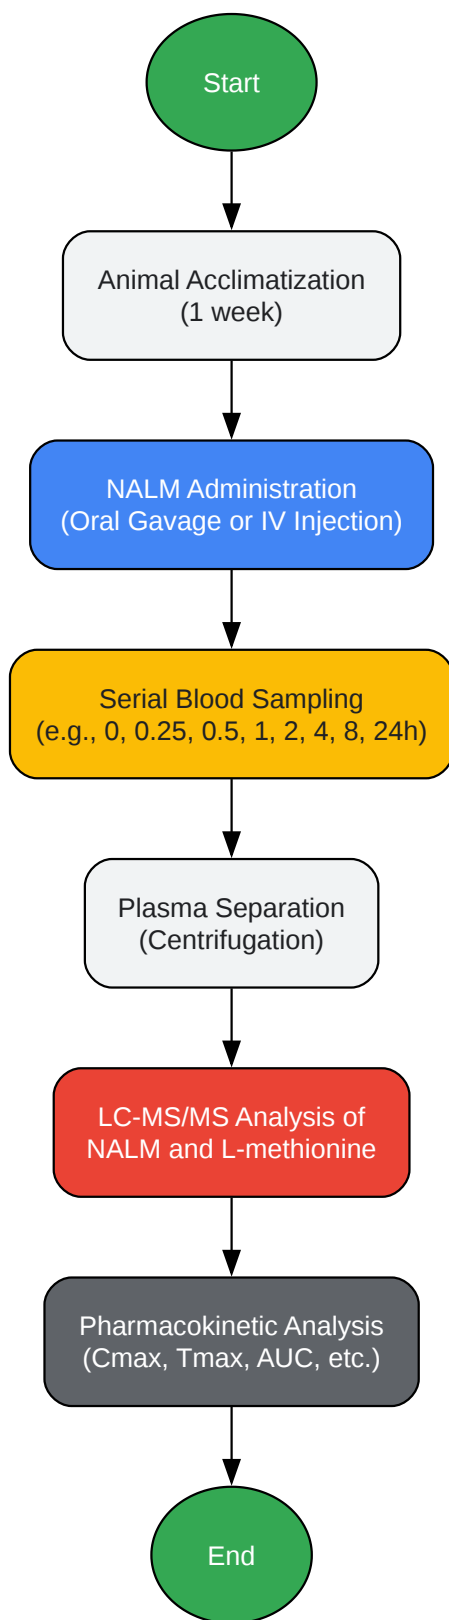 Start
Animal Acclimatization
(1 week)
NALM Administration
(Oral Gavage or IV Injection)
Serial Blood Sampling
(e.g., 0, 0.25, 0.5, 1, 2, 4, 8, 24h)
Plasma Separation
(Centrifugation)
LC-MS/MS Analysis of
NALM and L-methionine
Pharmacokinetic Analysis
(Cmax, Tmax, AUC, etc.)
End